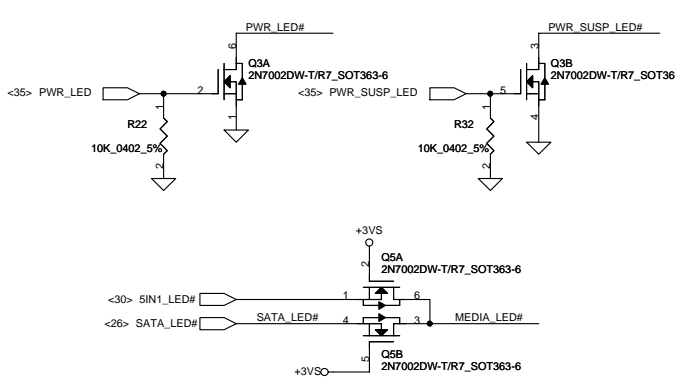 PWR_LED#
6
Q3A
2N7002DW-T/R7_SOT363-6
<35> PWR_LED
2
1
1
R22
10K_0402_5%
2
PWR_SUSP_LED#
3
Q3B
2N7002DW-T/R7_SOT36
<35> PWR_SUSP_LED
5
1
4
R32
10K_0402_5%
2
+3VS
2
Q5A
2N7002DW-T/R7_SOT363-6
<30> 5IN1_LED#
1
6
<26> SATA_LED#
SATA_LED#
4
3
MEDIA_LED#
5
Q5B
2N7002DW-T/R7_SOT363-6
+3VS